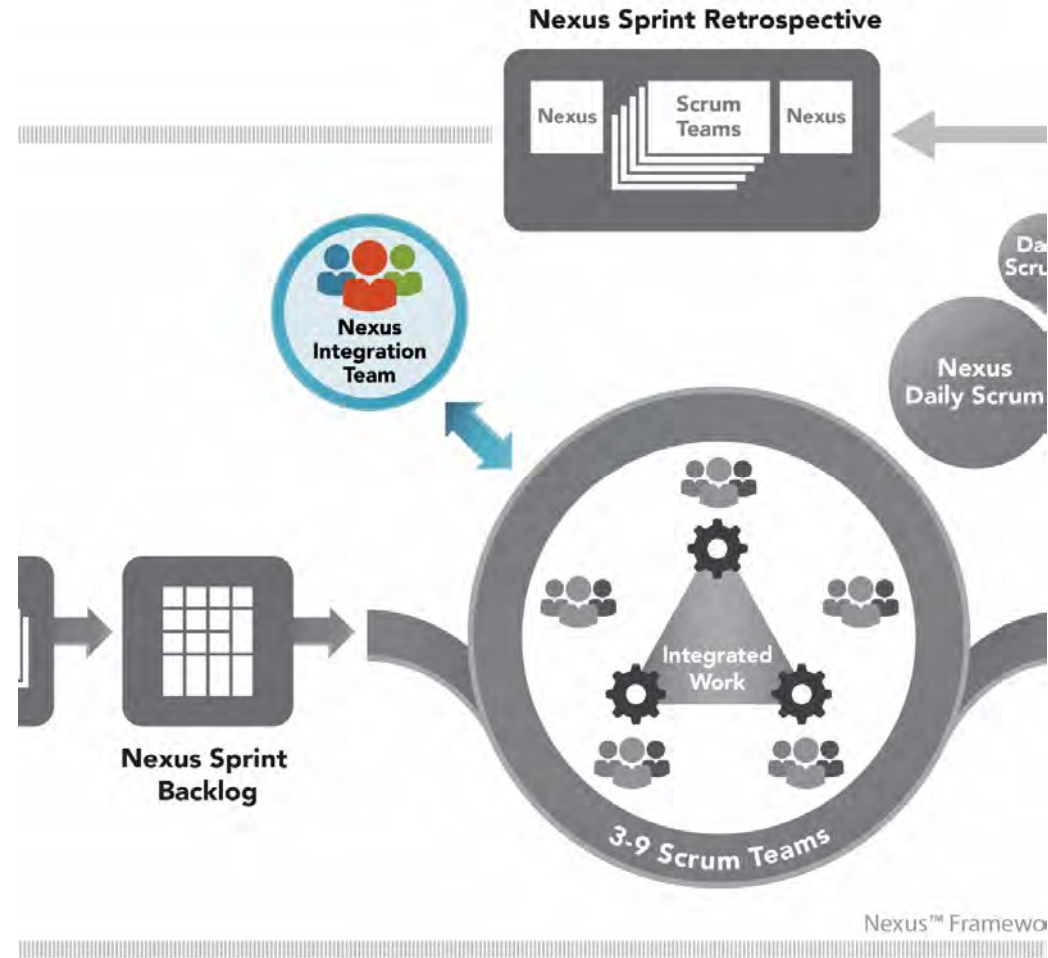 Nexus Sprint Retrospective
Nexus
Scrum
Teams
Nexus
Nexus
Integration
Team
Nexus
Daily Scrum
Integrated
Work
Nexus Sprint
Backlog
3-9 Scrum Teams
Nexus™